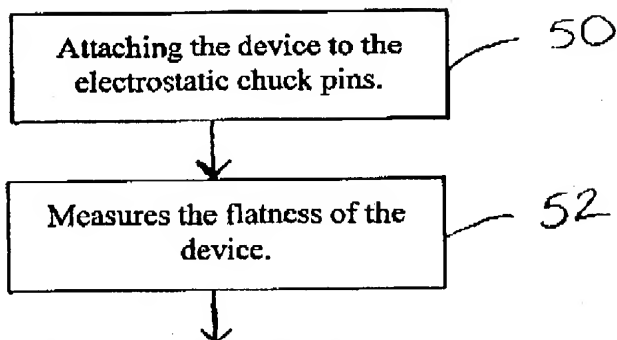 Attaching the device to the
electrostatic chuck pins.
50
Measures the flatness of the
device.
52